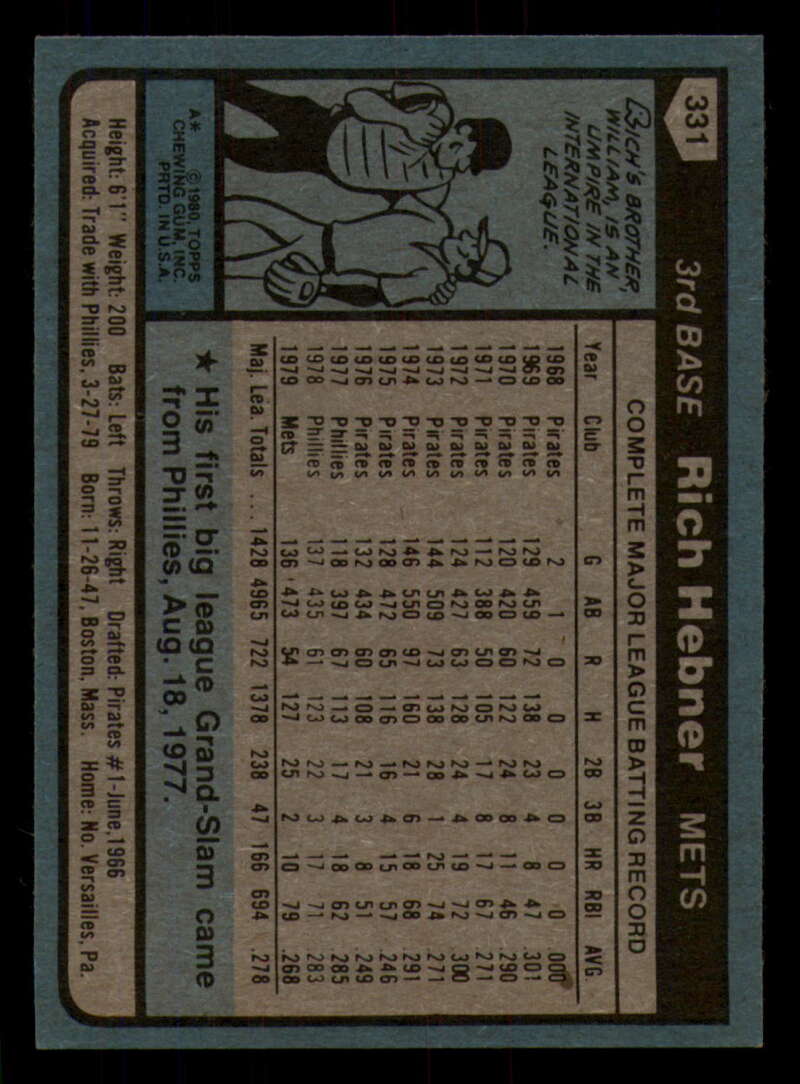 331
3rd BASE Rich Hebner METS
RICH'S BROTHER,
WILLIAM, IS AN
UMPIRE IN THE
INTERNATIONAL
LEAGUE.
COMPLETE MAJOR LEAGUE BATTING RECORD
Year Club G AB R H 2B 3B HR RBI AVG
1968 Pirates 2 1 0 0 0 0 0 0 .000
1969 Pirates 129 459 72 138 23 4 8 47 .301
1970 Pirates 120 420 60 122 24 8 11 46 .290
1971 Pirates 112 388 50 105 17 8 17 67 .271
1972 Pirates 124 427 63 128 24 4 19 72 .300
1973 Pirates 144 509 73 138 28 1 25 74 .271
1974 Pirates 146 550 97 160 21 6 18 68 .291
1975 Pirates 128 472 65 116 16 4 15 57 .246
1976 Pirates 132 434 60 108 21 3 8 51 .249
1977 Phillies 118 397 67 113 17 4 18 62 .285
1978 Phillies 137 435 61 123 22 3 17 71 .283
1979 Mets 136 473 54 127 25 2 10 79 .268
Maj. Lea. Totals ... 1428 4965 722 1378 238 47 166 694 .278
★ His first big league Grand-Slam came
from Phillies, Aug. 18, 1977.
A* © 1980 TOPPS
CHEWING GUM, INC.
PRTD. IN U.S.A.
Height: 6'1" Weight: 200 Bats: Left Throws: Right Drafted: Pirates #1-June, 1966
Acquired: Trade with Phillies, 3-27-79 Born: 11-26-47, Boston, Mass. Home: No. Versailles, Pa.